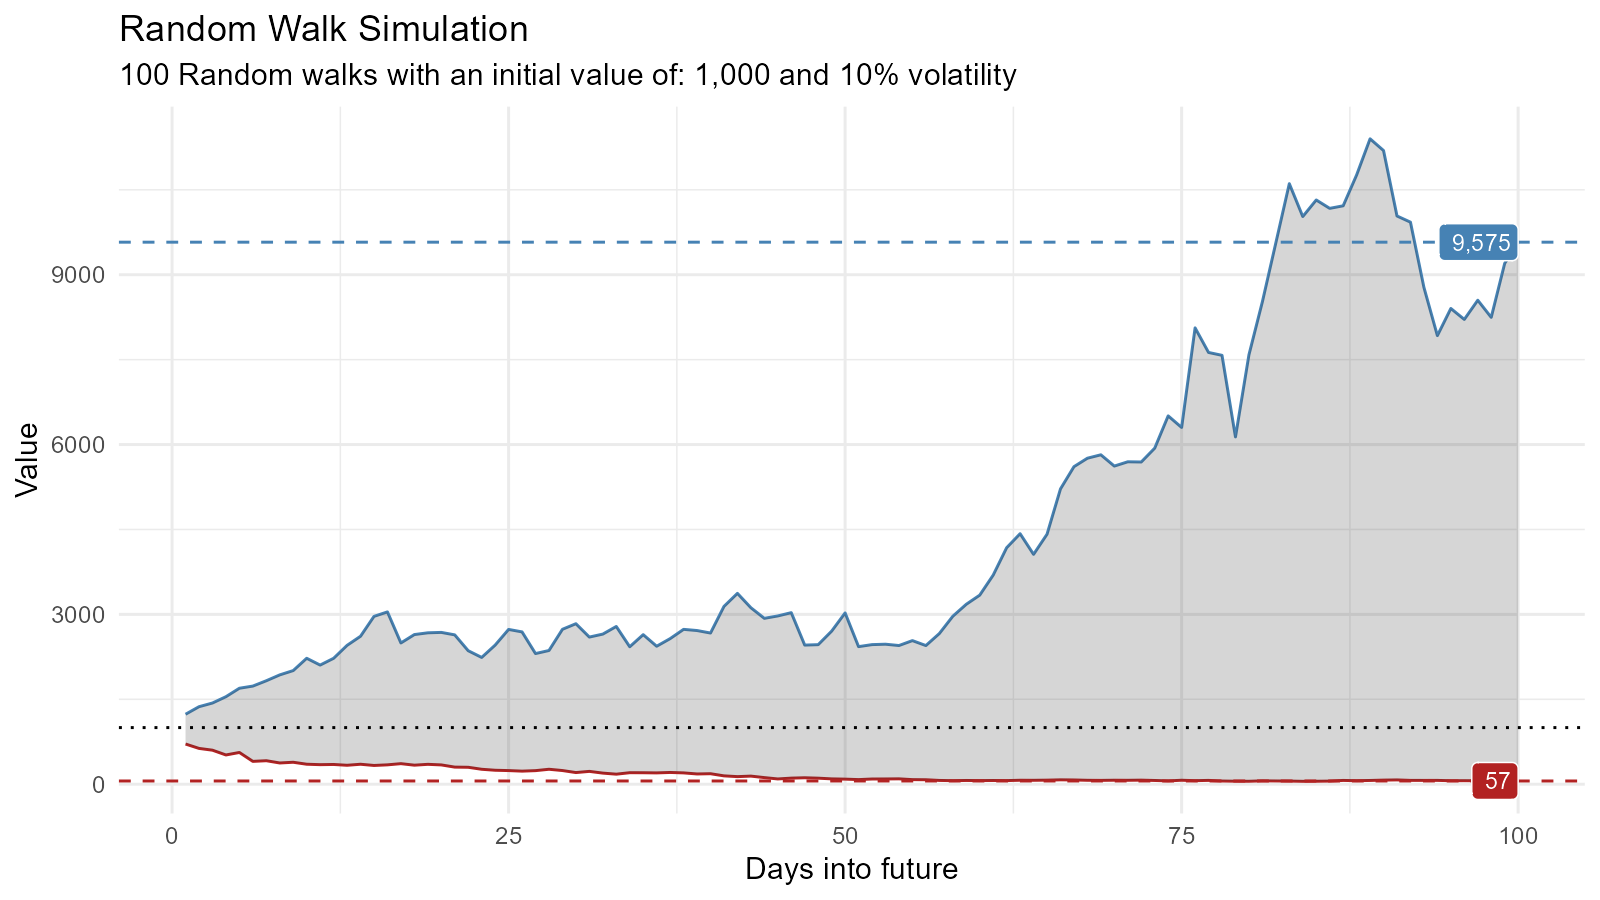 Random Walk Simulation
100 Random walks with an initial value of: 1,000 and 10% volatility
Value
9000
6000
3000
0
9,575
57
0 25 50 75 100
Days into future